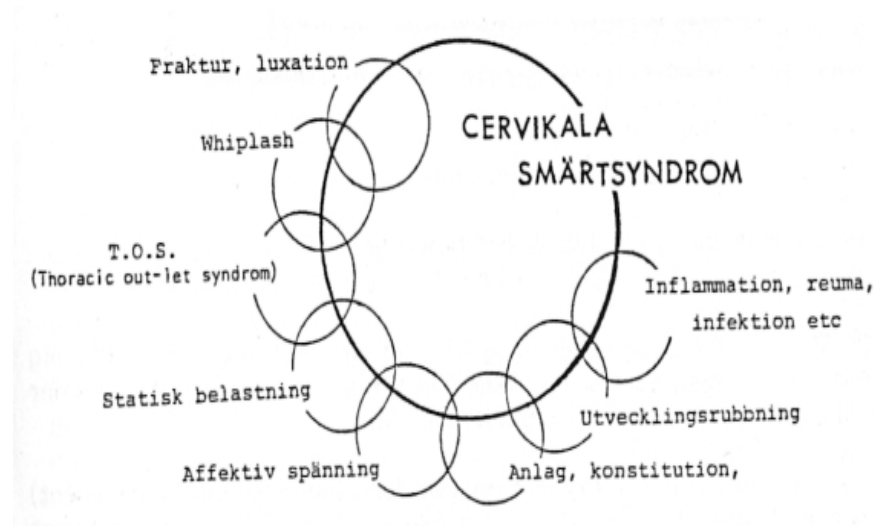 Fraktur, luxation
CERVIKALA
SMÄRTSYNDROM
Whiplash
T.O.S.
(Thoracic out-let syndrom)
Inflammation, reuma,
infektion etc
Statisk belastning
Utvecklingsrubbning
Affektiv spänning
Anlag, konstitution,